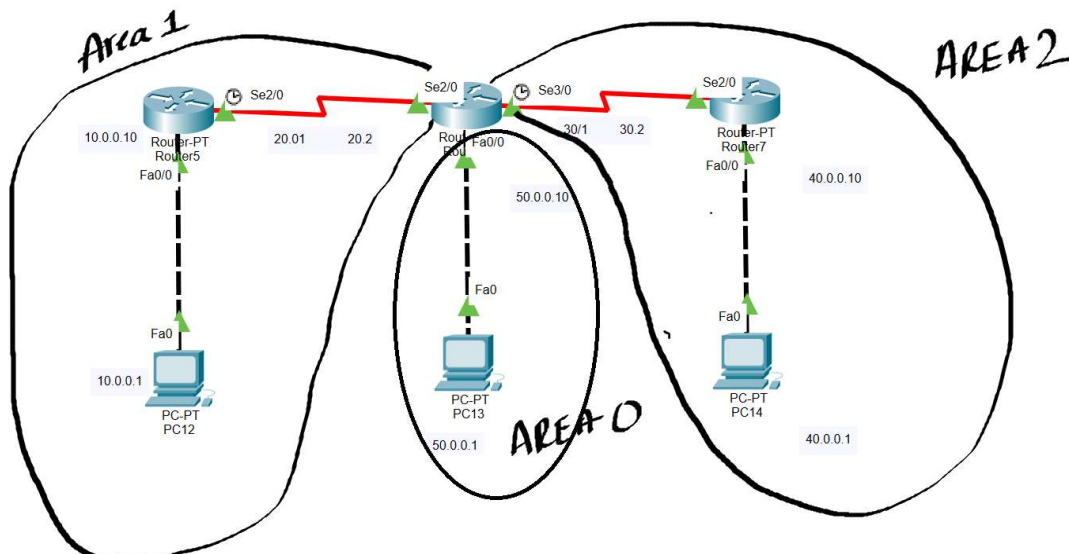 Area 1
AREA 2
Se2/0
Se2/0
Se3/0
Se2/0
10.0.0.10
Router-PT
Router5
20.01
20.2
Rout
Rou
Fa0/0
30/1
30.2
Router-PT
Router7
Fa0/0
Fa0/0
40.0.0.10
50.0.0.10
Fa0
Fa0
Fa0
10.0.0.1
PC-PT
PC12
PC-PT
PC13
PC-PT
PC14
AREA 0
50.0.0.1
40.0.0.1